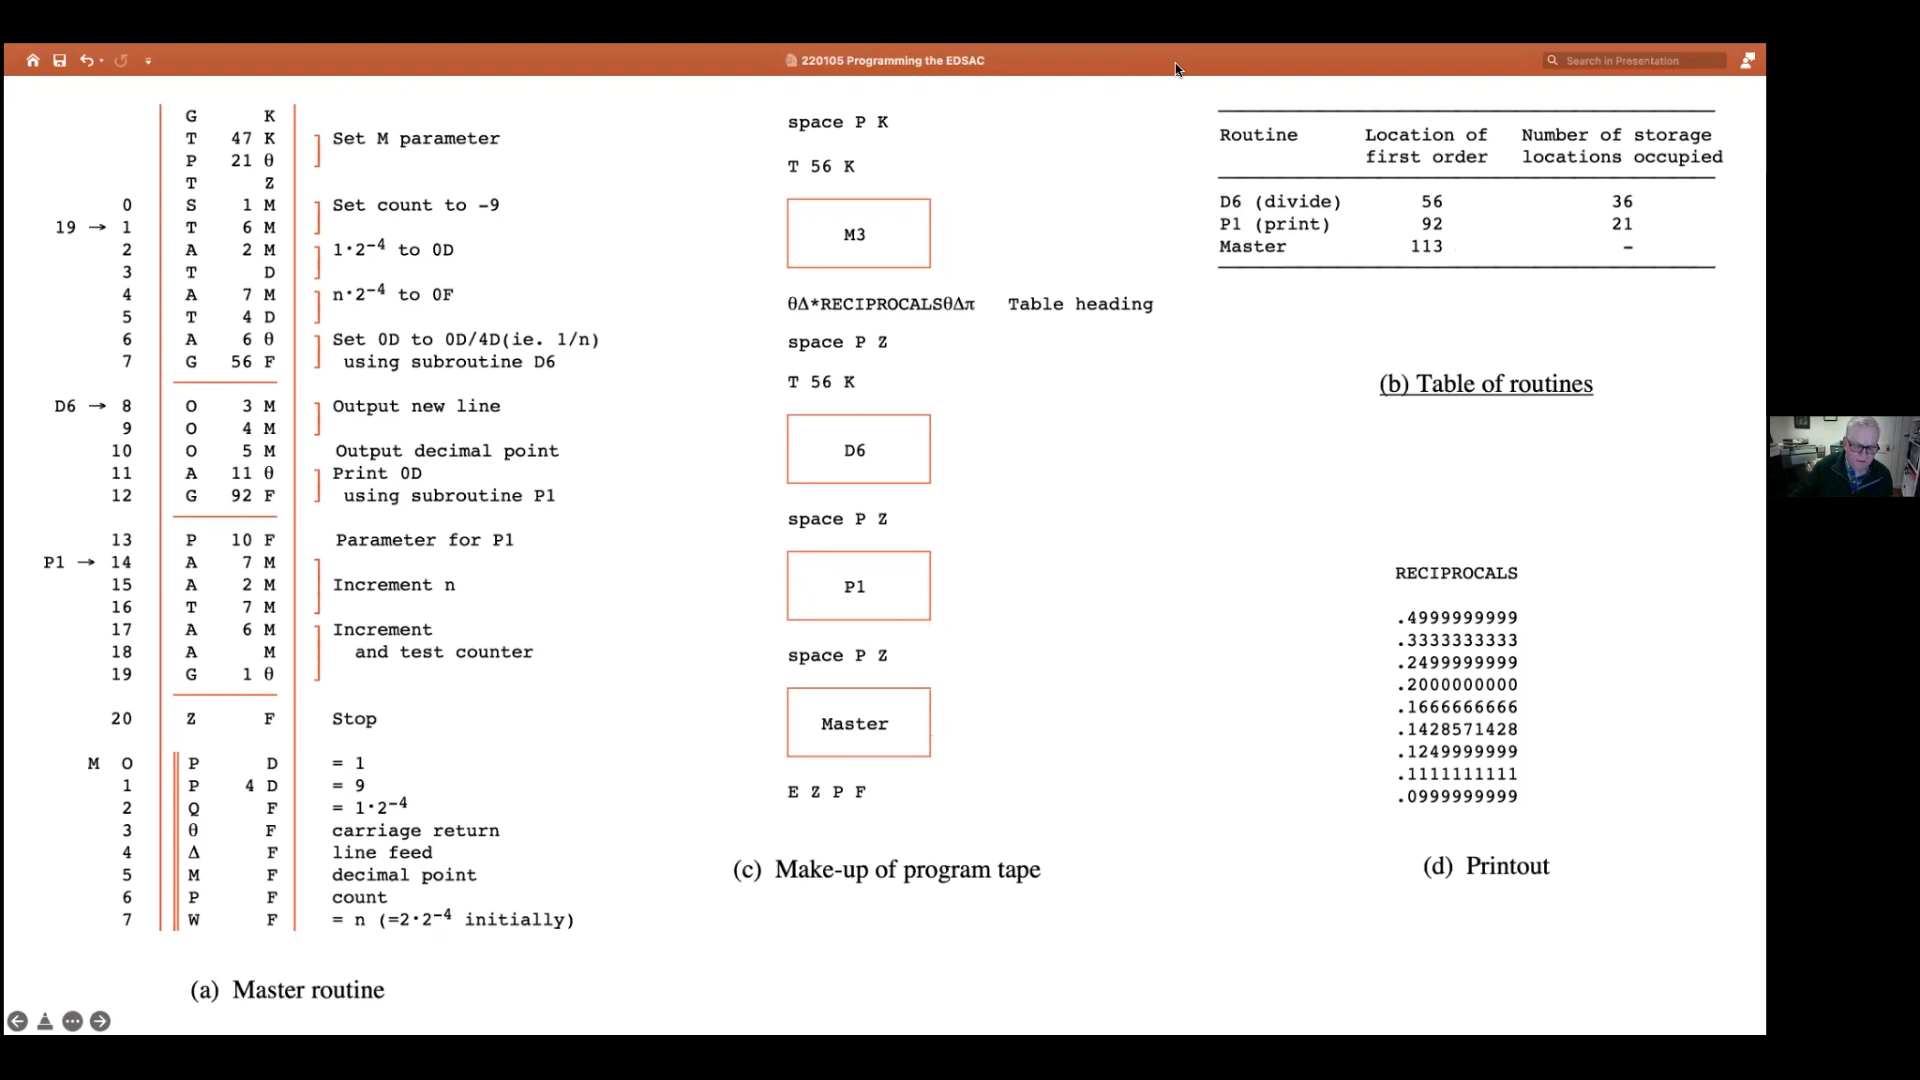 220105 Programming the EDSAC
Search in Presentation
G K
T 47 K Set M parameter
P 21 θ
T Z
0 S 1 M Set count to -9
19 → 1 T 6 M
2 A 2 M 1·2⁻⁴ to 0D
3 T D
4 A 7 M n·2⁻⁴ to 0F
5 T 4 D
6 A 6 θ Set 0D to 0D/4D(ie. 1/n)
7 G 56 F using subroutine D6
D6 → 8 O 3 M Output new line
9 O 4 M
10 O 5 M Output decimal point
11 A 11 θ Print 0D
12 G 92 F using subroutine P1
13 P 10 F Parameter for P1
P1 → 14 A 7 M
15 A 2 M Increment n
16 T 7 M
17 A 6 M Increment
18 A M and test counter
19 G 1 θ
20 Z F Stop
M O P D = 1
1 P 4 D = 9
2 Q F = 1·2⁻⁴
3 θ F carriage return
4 Δ F line feed
5 M F decimal point
6 P F count
7 W F = n (=2·2⁻⁴ initially)
(a) Master routine
space P K
T 56 K
M3
θΔ*RECIPROCALSθΔπ Table heading
space P Z
T 56 K
D6
space P Z
P1
space P Z
Master
E Z P F
(c) Make-up of program tape
Routine Location of first order Number of storage locations occupied
D6 (divide) 56 36
P1 (print) 92 21
Master 113 –
(b) Table of routines
RECIPROCALS
.4999999999
.3333333333
.2499999999
.2000000000
.1666666666
.1428571428
.1249999999
.1111111111
.0999999999
(d) Printout